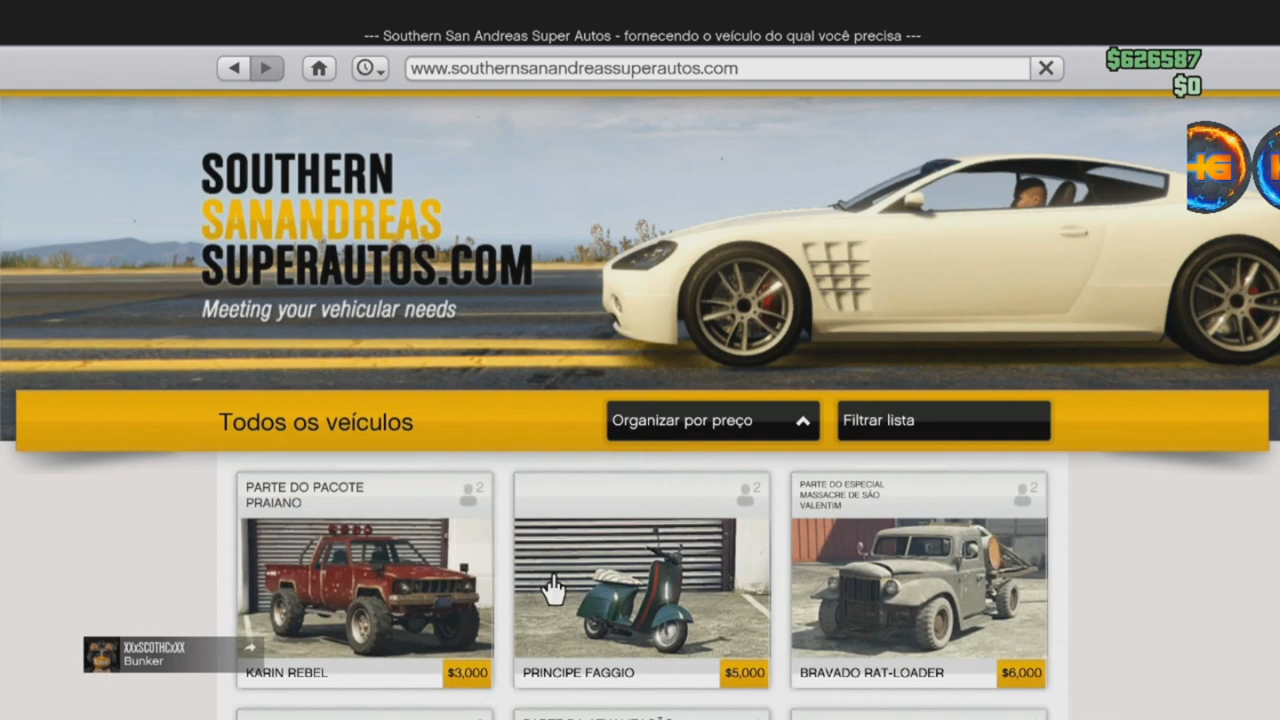 --- Southern San Andreas Super Autos - fornecendo o veículo do qual você precisa ---
www.southernsanandreassuperautos.com
$626587
$0
SOUTHERN
SANANDREAS
SUPERAUTOS.COM
Meeting your vehicular needs
Todos os veículos
Organizar por preço
Filtrar lista
PARTE DO PACOTE
PRAIANO
2
2
PARTE DO ESPECIAL
MASSACRE DE SÃO
VALENTIM
2
XXxSCOTHCxXX
Bunker
KARIN REBEL
$3,000
PRINCIPE FAGGIO
$5,000
BRAVADO RAT-LOADER
$6,000